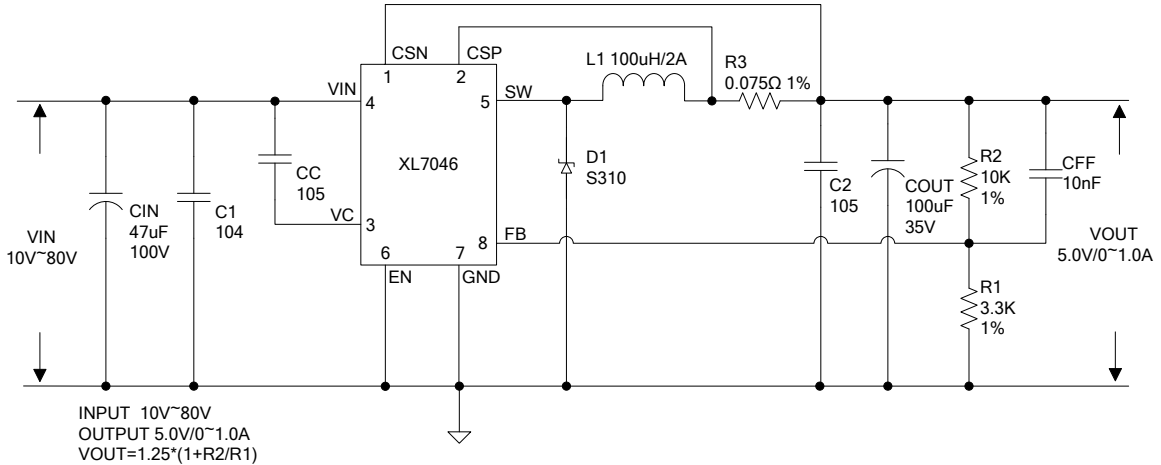 CSN
CSP
1
2
L1 100uH/2A
R3
0.075Ω 1%
VIN
4
5
SW
XL7046
CC
105
D1
S310
C2
105
COUT
100uF
35V
R2
10K
1%
CFF
10nF
VC
3
8
FB
VIN
10V~80V
CIN
47uF
100V
C1
104
6
7
EN
GND
R1
3.3K
1%
VOUT
5.0V/0~1.0A
INPUT 10V~80V
OUTPUT 5.0V/0~1.0A
VOUT=1.25*(1+R2/R1)